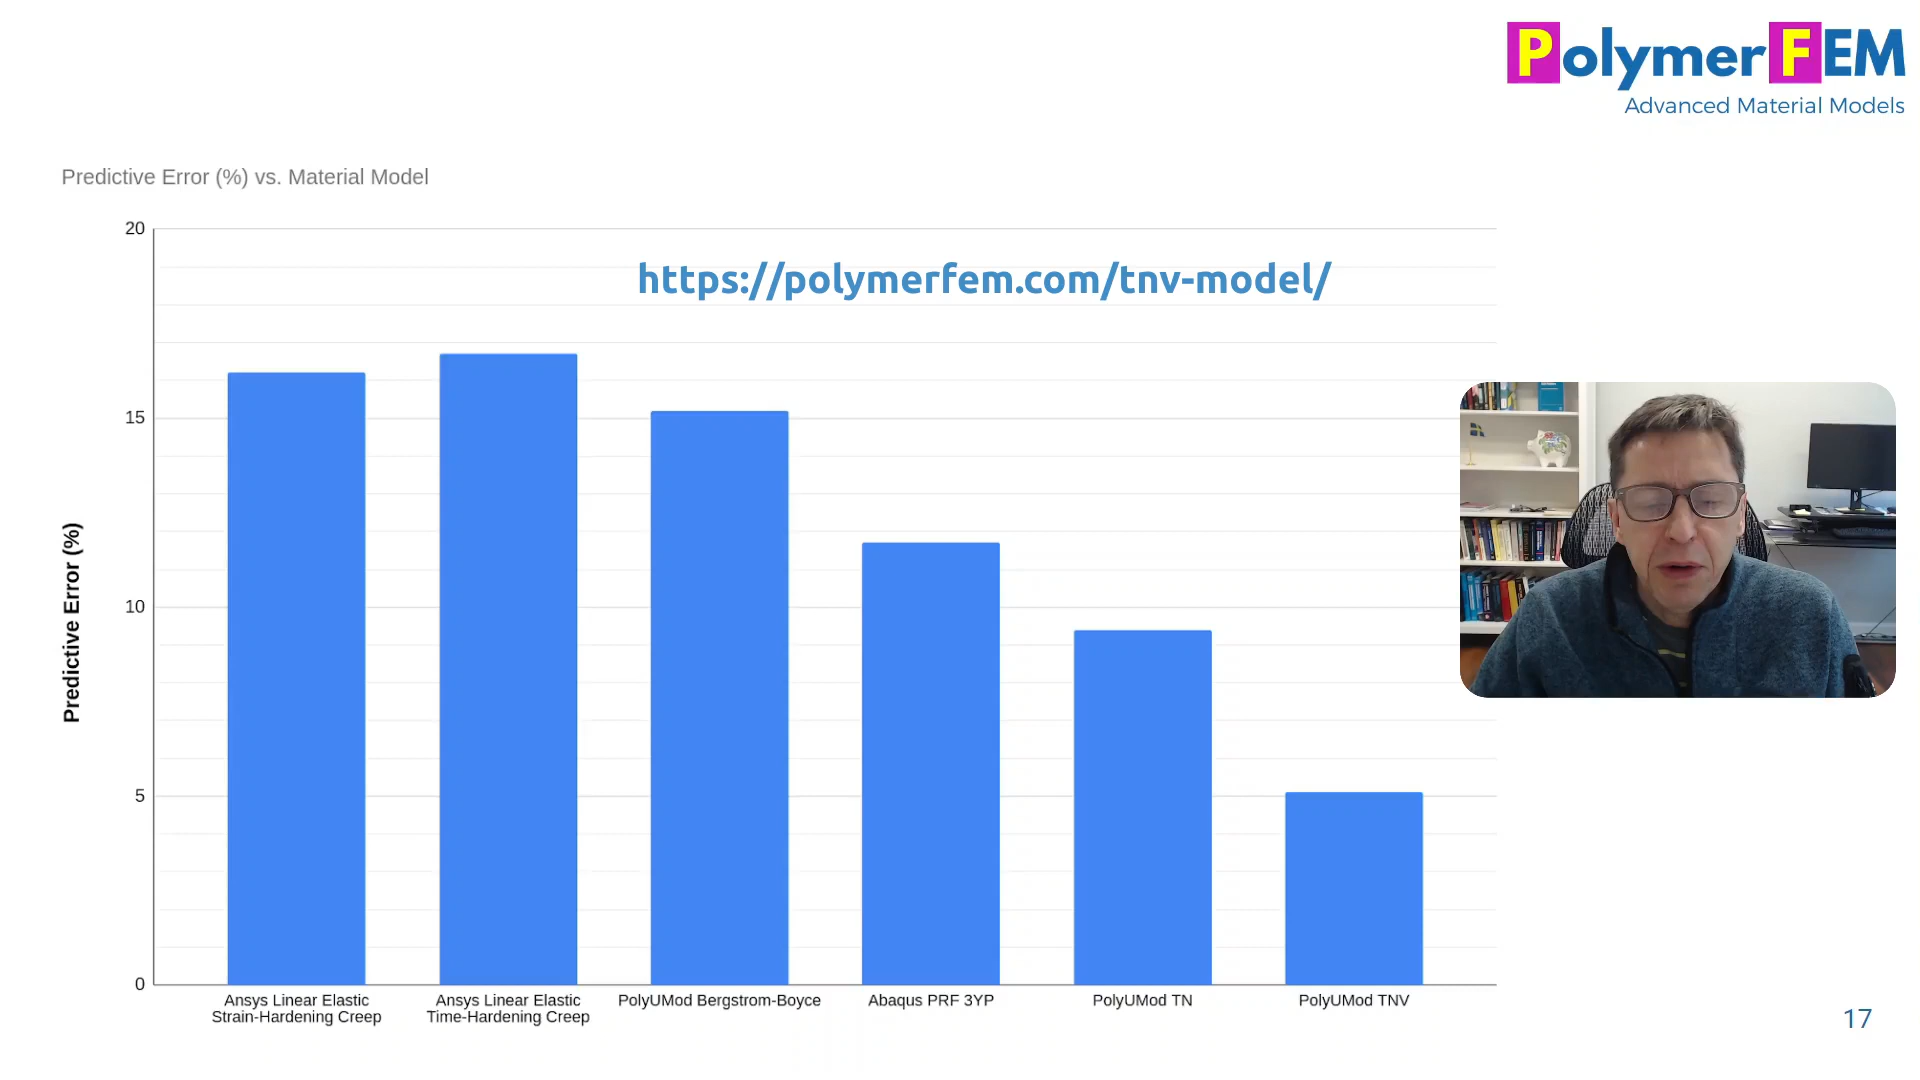 PolymerFEM
Advanced Material Models
Predictive Error (%) vs. Material Model
20
https://polymerfem.com/tnv-model/
15
10
5
0
Predictive Error (%)
Ansys Linear Elastic
Strain-Hardening Creep
Ansys Linear Elastic
Time-Hardening Creep
PolyUMod Bergstrom-Boyce
Abaqus PRF 3YP
PolyUMod TN
PolyUMod TNV
17